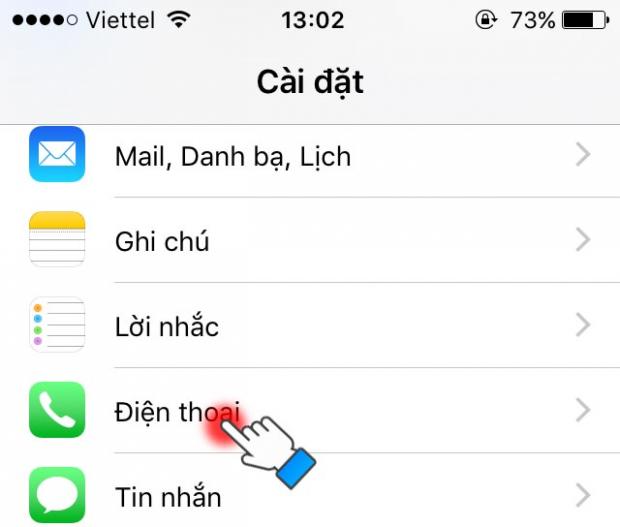 Viettel 13:02 73%
Cài đặt
Mail, Danh bạ, Lịch
Ghi chú
Lời nhắc
Điện thoại
Tin nhắn